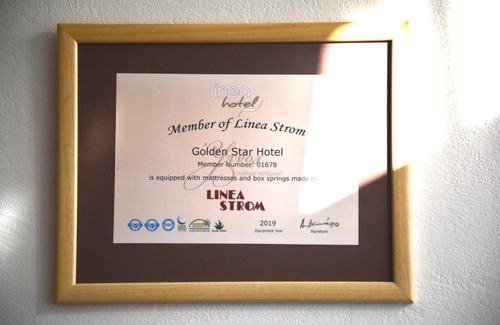 linea
hotel
Member of Linea Strom
Golden Star Hotel
Member Number: 01678
is equipped with mattresses and box springs made by
LINEA
STROM
2019
Equipment Year
Signature